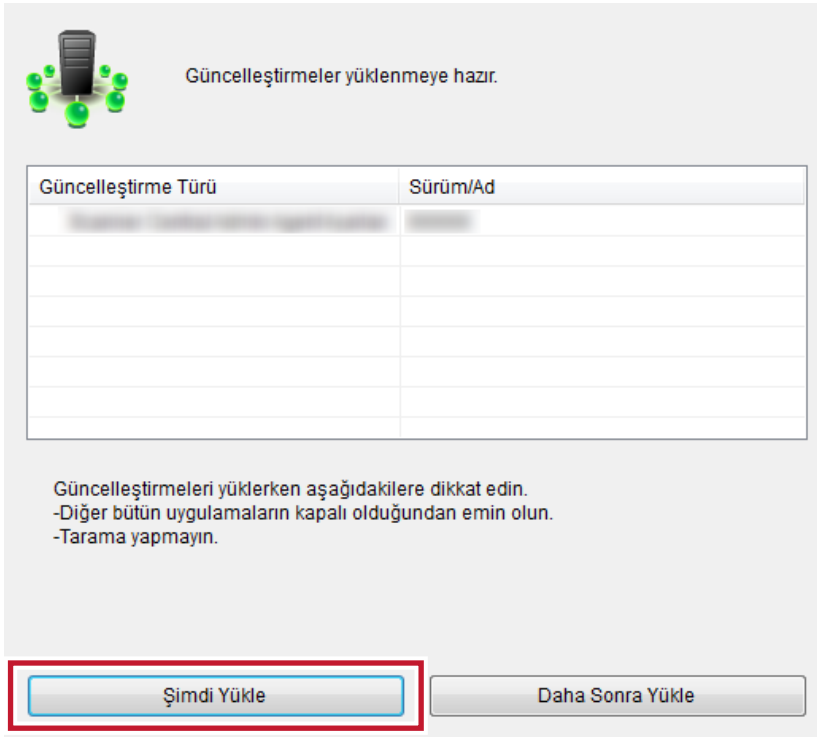 Güncelleştirmeler yüklenmeye hazır.
Güncelleştirme Türü Sürüm/Ad
Güncelleştirmeleri yüklerken aşağıdakilere dikkat edin.
-Diğer bütün uygulamaların kapalı olduğundan emin olun.
-Tarama yapmayın.
Şimdi Yükle Daha Sonra Yükle